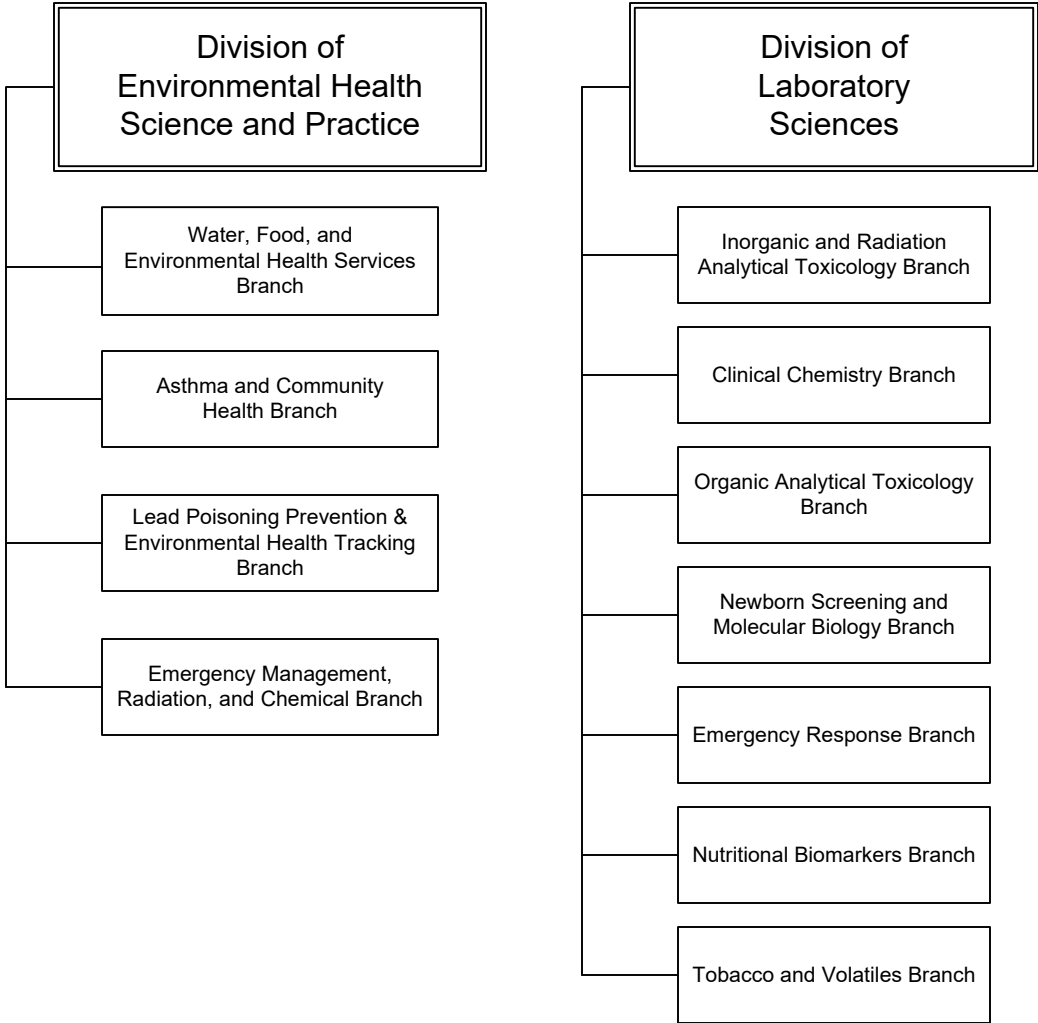 Division of
Environmental Health
Science and Practice
Water, Food, and
Environmental Health Services
Branch
Asthma and Community
Health Branch
Lead Poisoning Prevention &
Environmental Health Tracking
Branch
Emergency Management,
Radiation, and Chemical Branch
Division of
Laboratory
Sciences
Inorganic and Radiation
Analytical Toxicology Branch
Clinical Chemistry Branch
Organic Analytical Toxicology
Branch
Newborn Screening and
Molecular Biology Branch
Emergency Response Branch
Nutritional Biomarkers Branch
Tobacco and Volatiles Branch